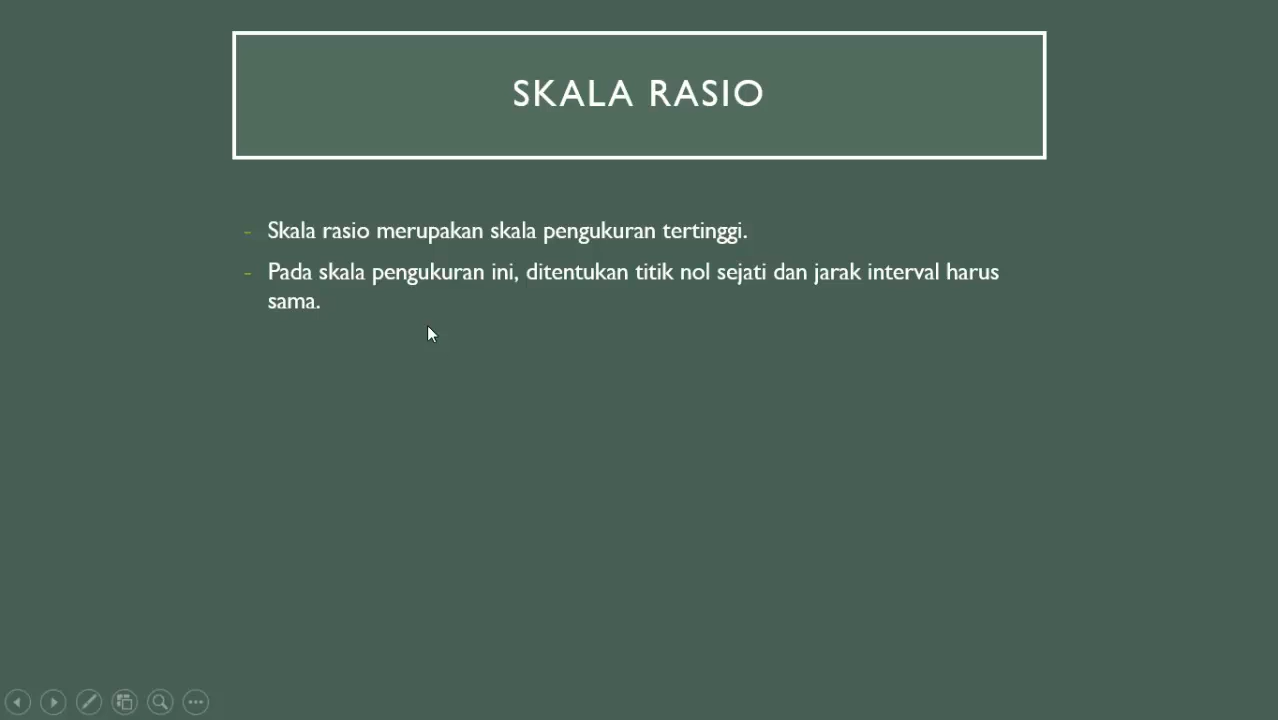 SKALA RASIO
- Skala rasio merupakan skala pengukuran tertinggi.
- Pada skala pengukuran ini, ditentukan titik nol sejati dan jarak interval harus
sama.